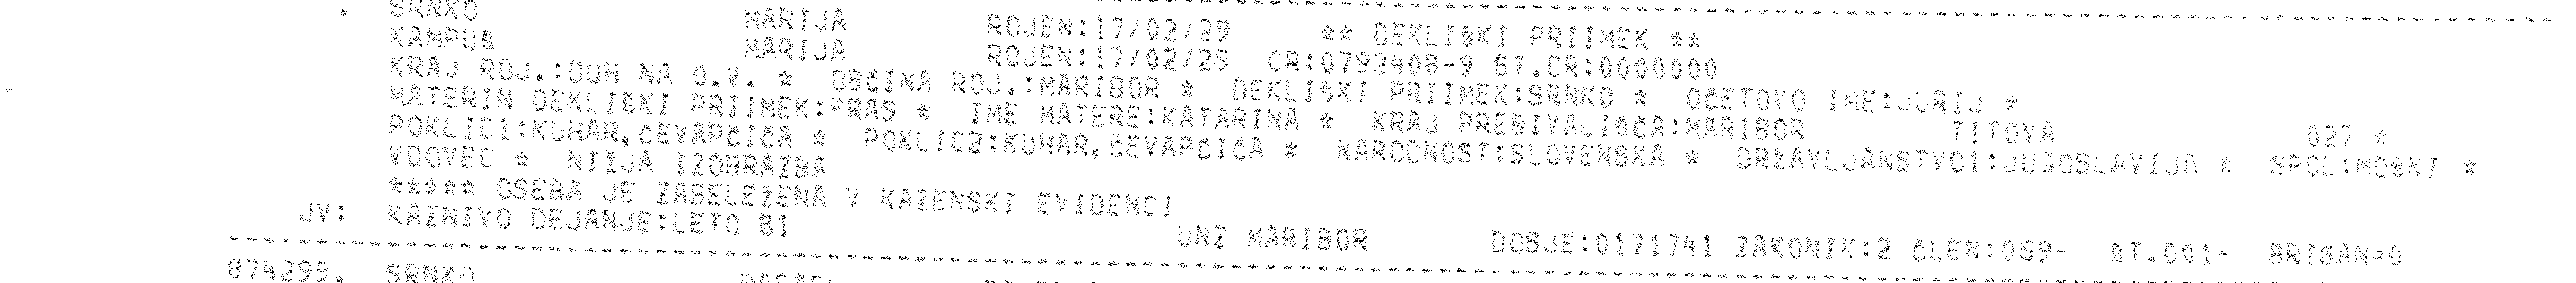 . SRNKO MARIJA ROJEN:17/02/29 ** DEKLIŠKI PRIIMEK **
KAMPUŠ MARIJA ROJEN:17/02/29 CR:0792408-9 ST.CR:0000000
KRAJ ROJ.:DUH NA O.V. * OBČINA ROJ.:MARIBOR * DEKLIŠKI PRIIMEK:SRNKO * OČETOVO IME:JURIJ *
MATERIN DEKLIŠKI PRIIMEK:FRAS * IME MATERE:KATARINA * KRAJ PREBIVALIŠČA:MARIBOR TITOVA 027 *
POKLIC1:KUHAR,ČEVAPČIČA * POKLIC2:KUHAR,ČEVAPČIČA * NARODNOST:SLOVENSKA * DRŽAVLJANSTVO1:JUGOSLAVIJA * SPOL:MOŠKI *
VDOVEC * NIŽJA IZOBRAZBA
***** OSEBA JE ZABELEŽENA V KAZENSKI EVIDENCI
JV: KAZNIVO DEJANJE:LETO 81 UNZ MARIBOR DOSJE:0171741 ZAKONIK:2 ČLEN:059- ŠT.001- BRISAN=0
874299. SRNKO